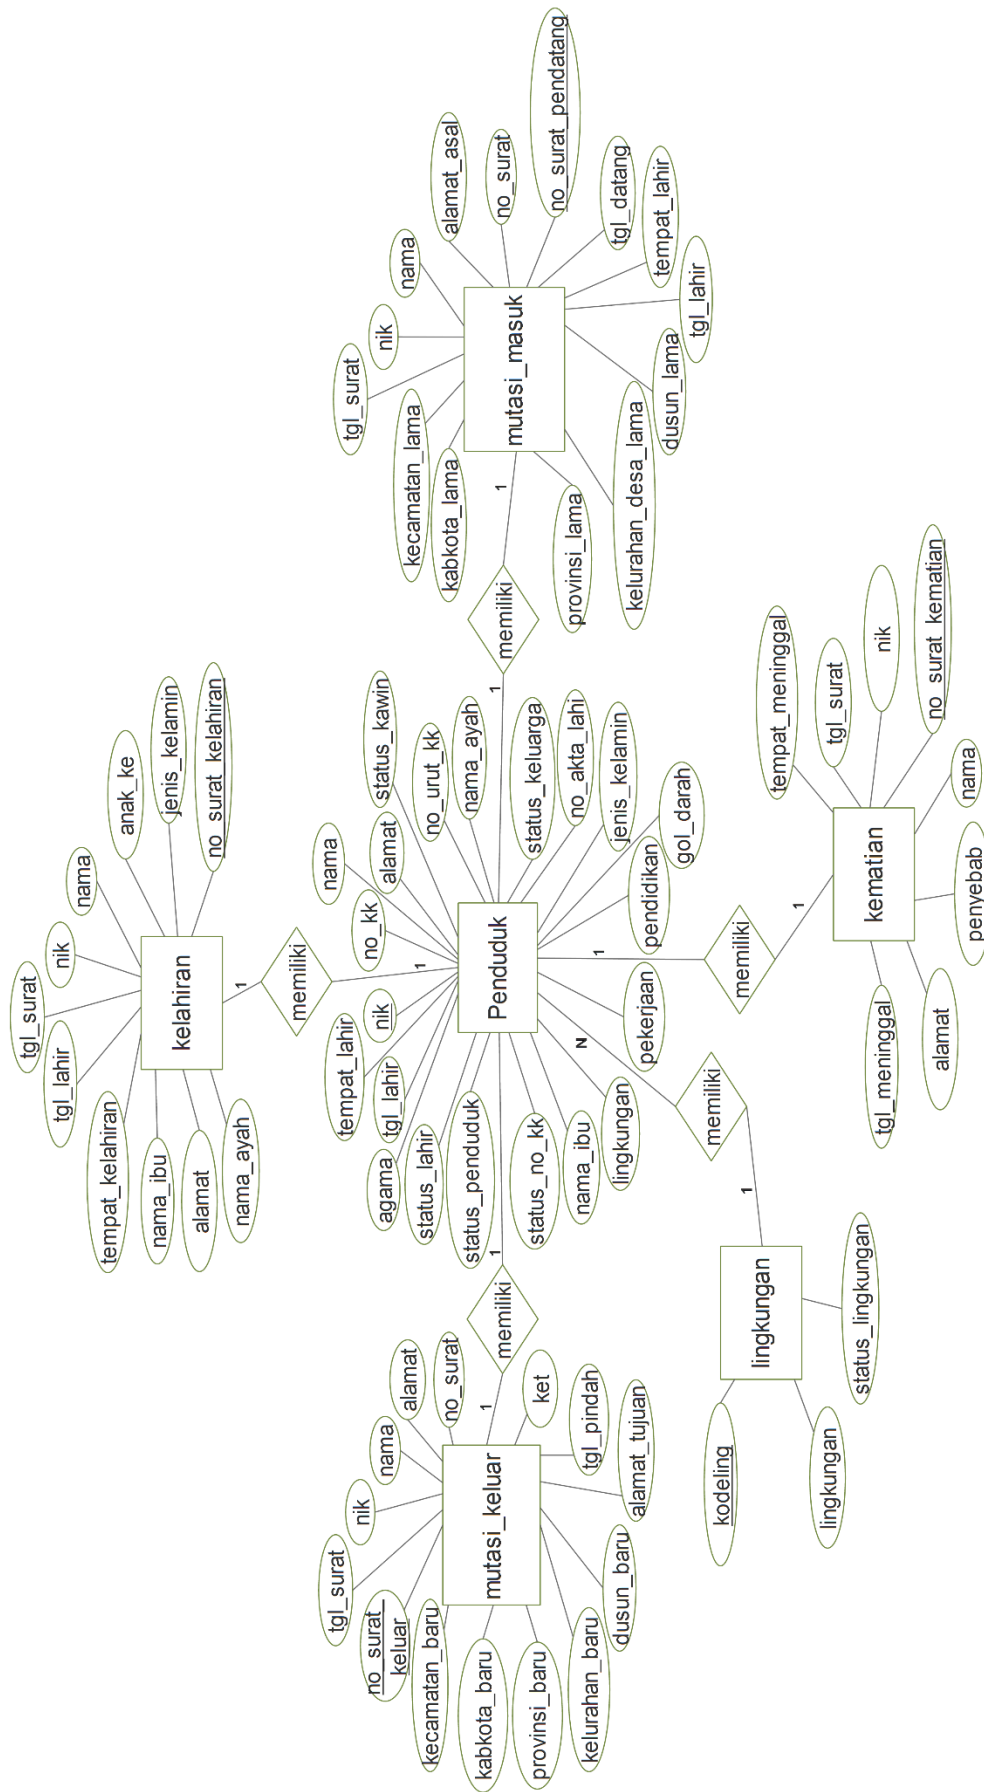 tgl_surat
nik
nama
anak_ke
jenis_kelamin
no_surat_kelahiran
tgl_lahir
tempat_kelahiran
nama_ibu
alamat
nama_ayah
kelahiran
1
memiliki
1
tgl_surat
nik
nama
alamat
no_surat
no_surat_
keluar
kecamatan_baru
kabkota_baru
provinsi_baru
kelurahan_baru
dusun_baru
alamat_tujuan
tgl_pindah
ket
mutasi_keluar
1
memiliki
1
tempat_lahir
nik
no_kk
nama
alamat
status_kawin
no_urut_kk
nama_ayah
status_keluarga
no_akta_lahi
jenis_kelamin
gol_darah
pendidikan
pekerjaan
lingkungan
nama_ibu
status_no_kk
status_penduduk
status_lahir
agama
tgl_lahir
Penduduk
1
memiliki
1
tgl_surat
nik
nama
alamat_asal
no_surat
no_surat_pendatang
tgl_datang
tempat_lahir
tgl_lahir
dusun_lama
kelurahan_desa_lama
provinsi_lama
kabkota_lama
kecamatan_lama
mutasi_masuk
N
memiliki
1
lingkungan
kodeling
lingkungan
status_lingkungan
1
memiliki
1
kematian
tempat_meninggal
tgl_surat
nik
no_surat_kematian
nama
penyebab
alamat
tgl_meninggal